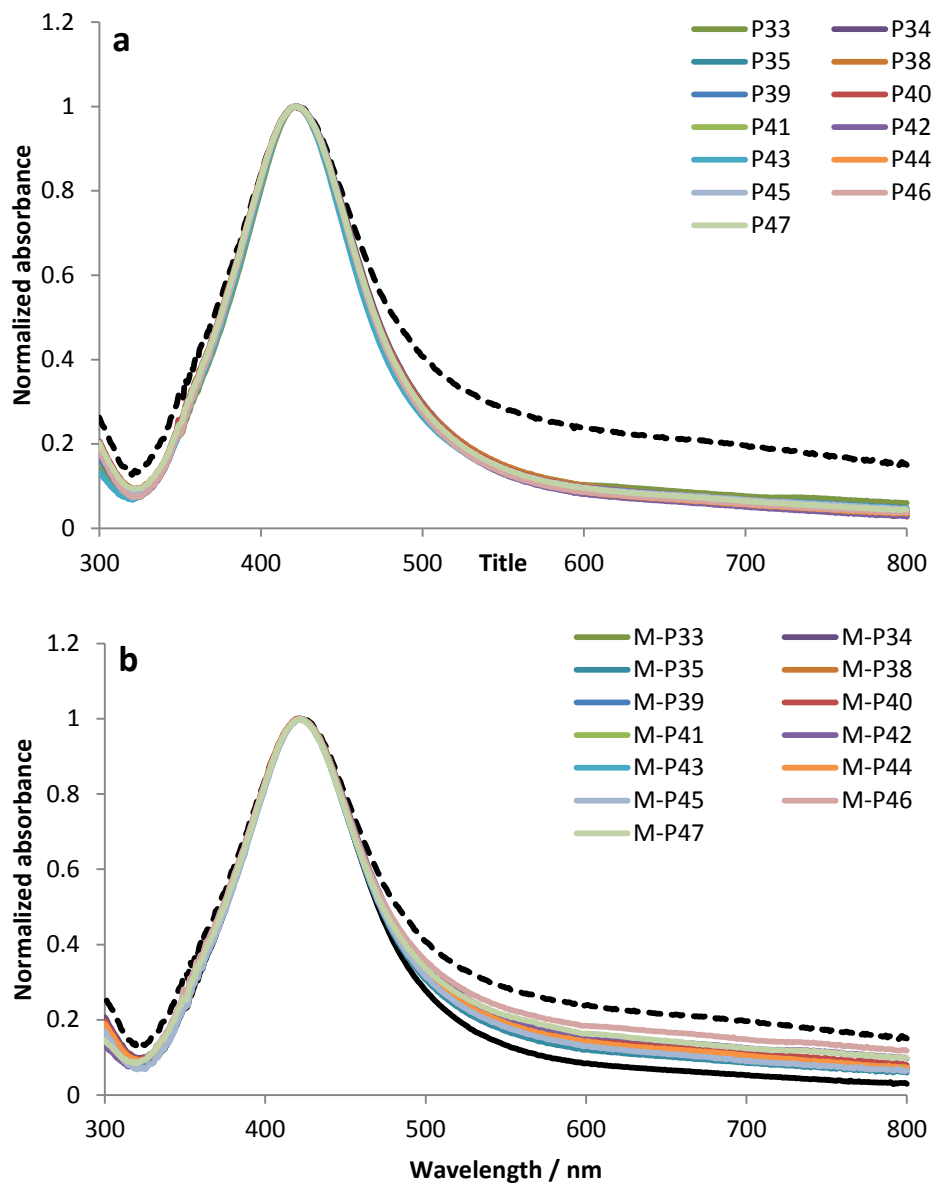 a
1.2
1
0.8
0.6
0.4
0.2
0
Normalized absorbance
P33 P34
P35 P38
P39 P40
P41 P42
P43 P44
P45 P46
P47
300 400 500 600 700 800
Title
b
1.2
1
0.8
0.6
0.4
0.2
0
Normalized absorbance
M-P33 M-P34
M-P35 M-P38
M-P39 M-P40
M-P41 M-P42
M-P43 M-P44
M-P45 M-P46
M-P47
300 400 500 600 700 800
Wavelength / nm